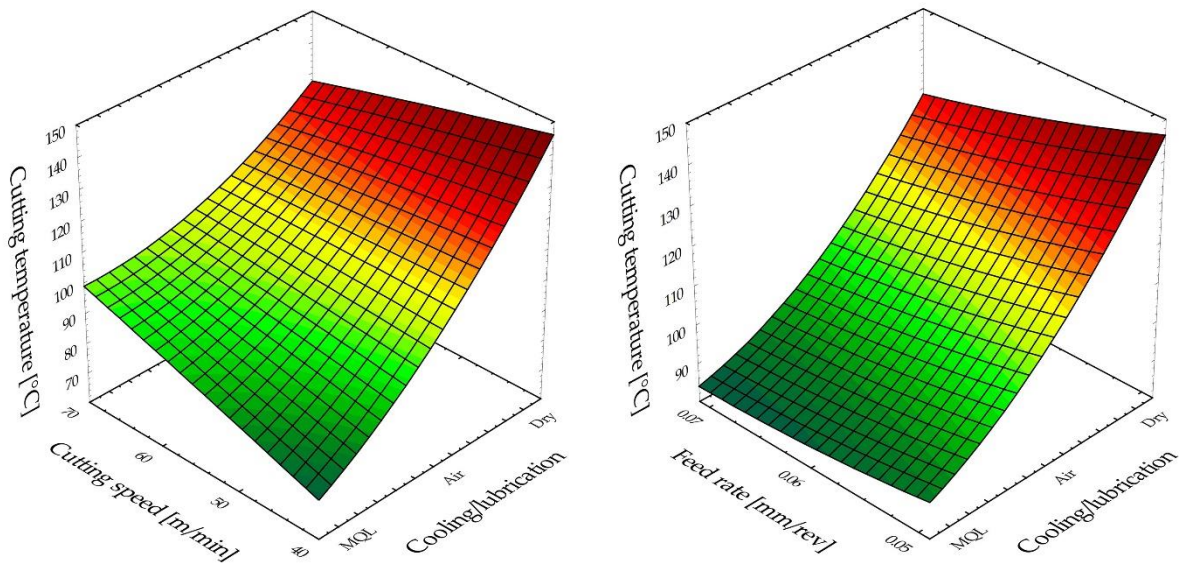 150
140
130
120
110
100
90
80
70
Cutting temperature [°C]
70
60
50
40
Cutting speed [m/min]
MQL
Air
Dry
Cooling/lubrication
150
140
130
120
110
100
90
Cutting temperature [°C]
0.07
0.06
0.05
Feed rate [mm/rev]
MQL
Air
Dry
Cooling/lubrication